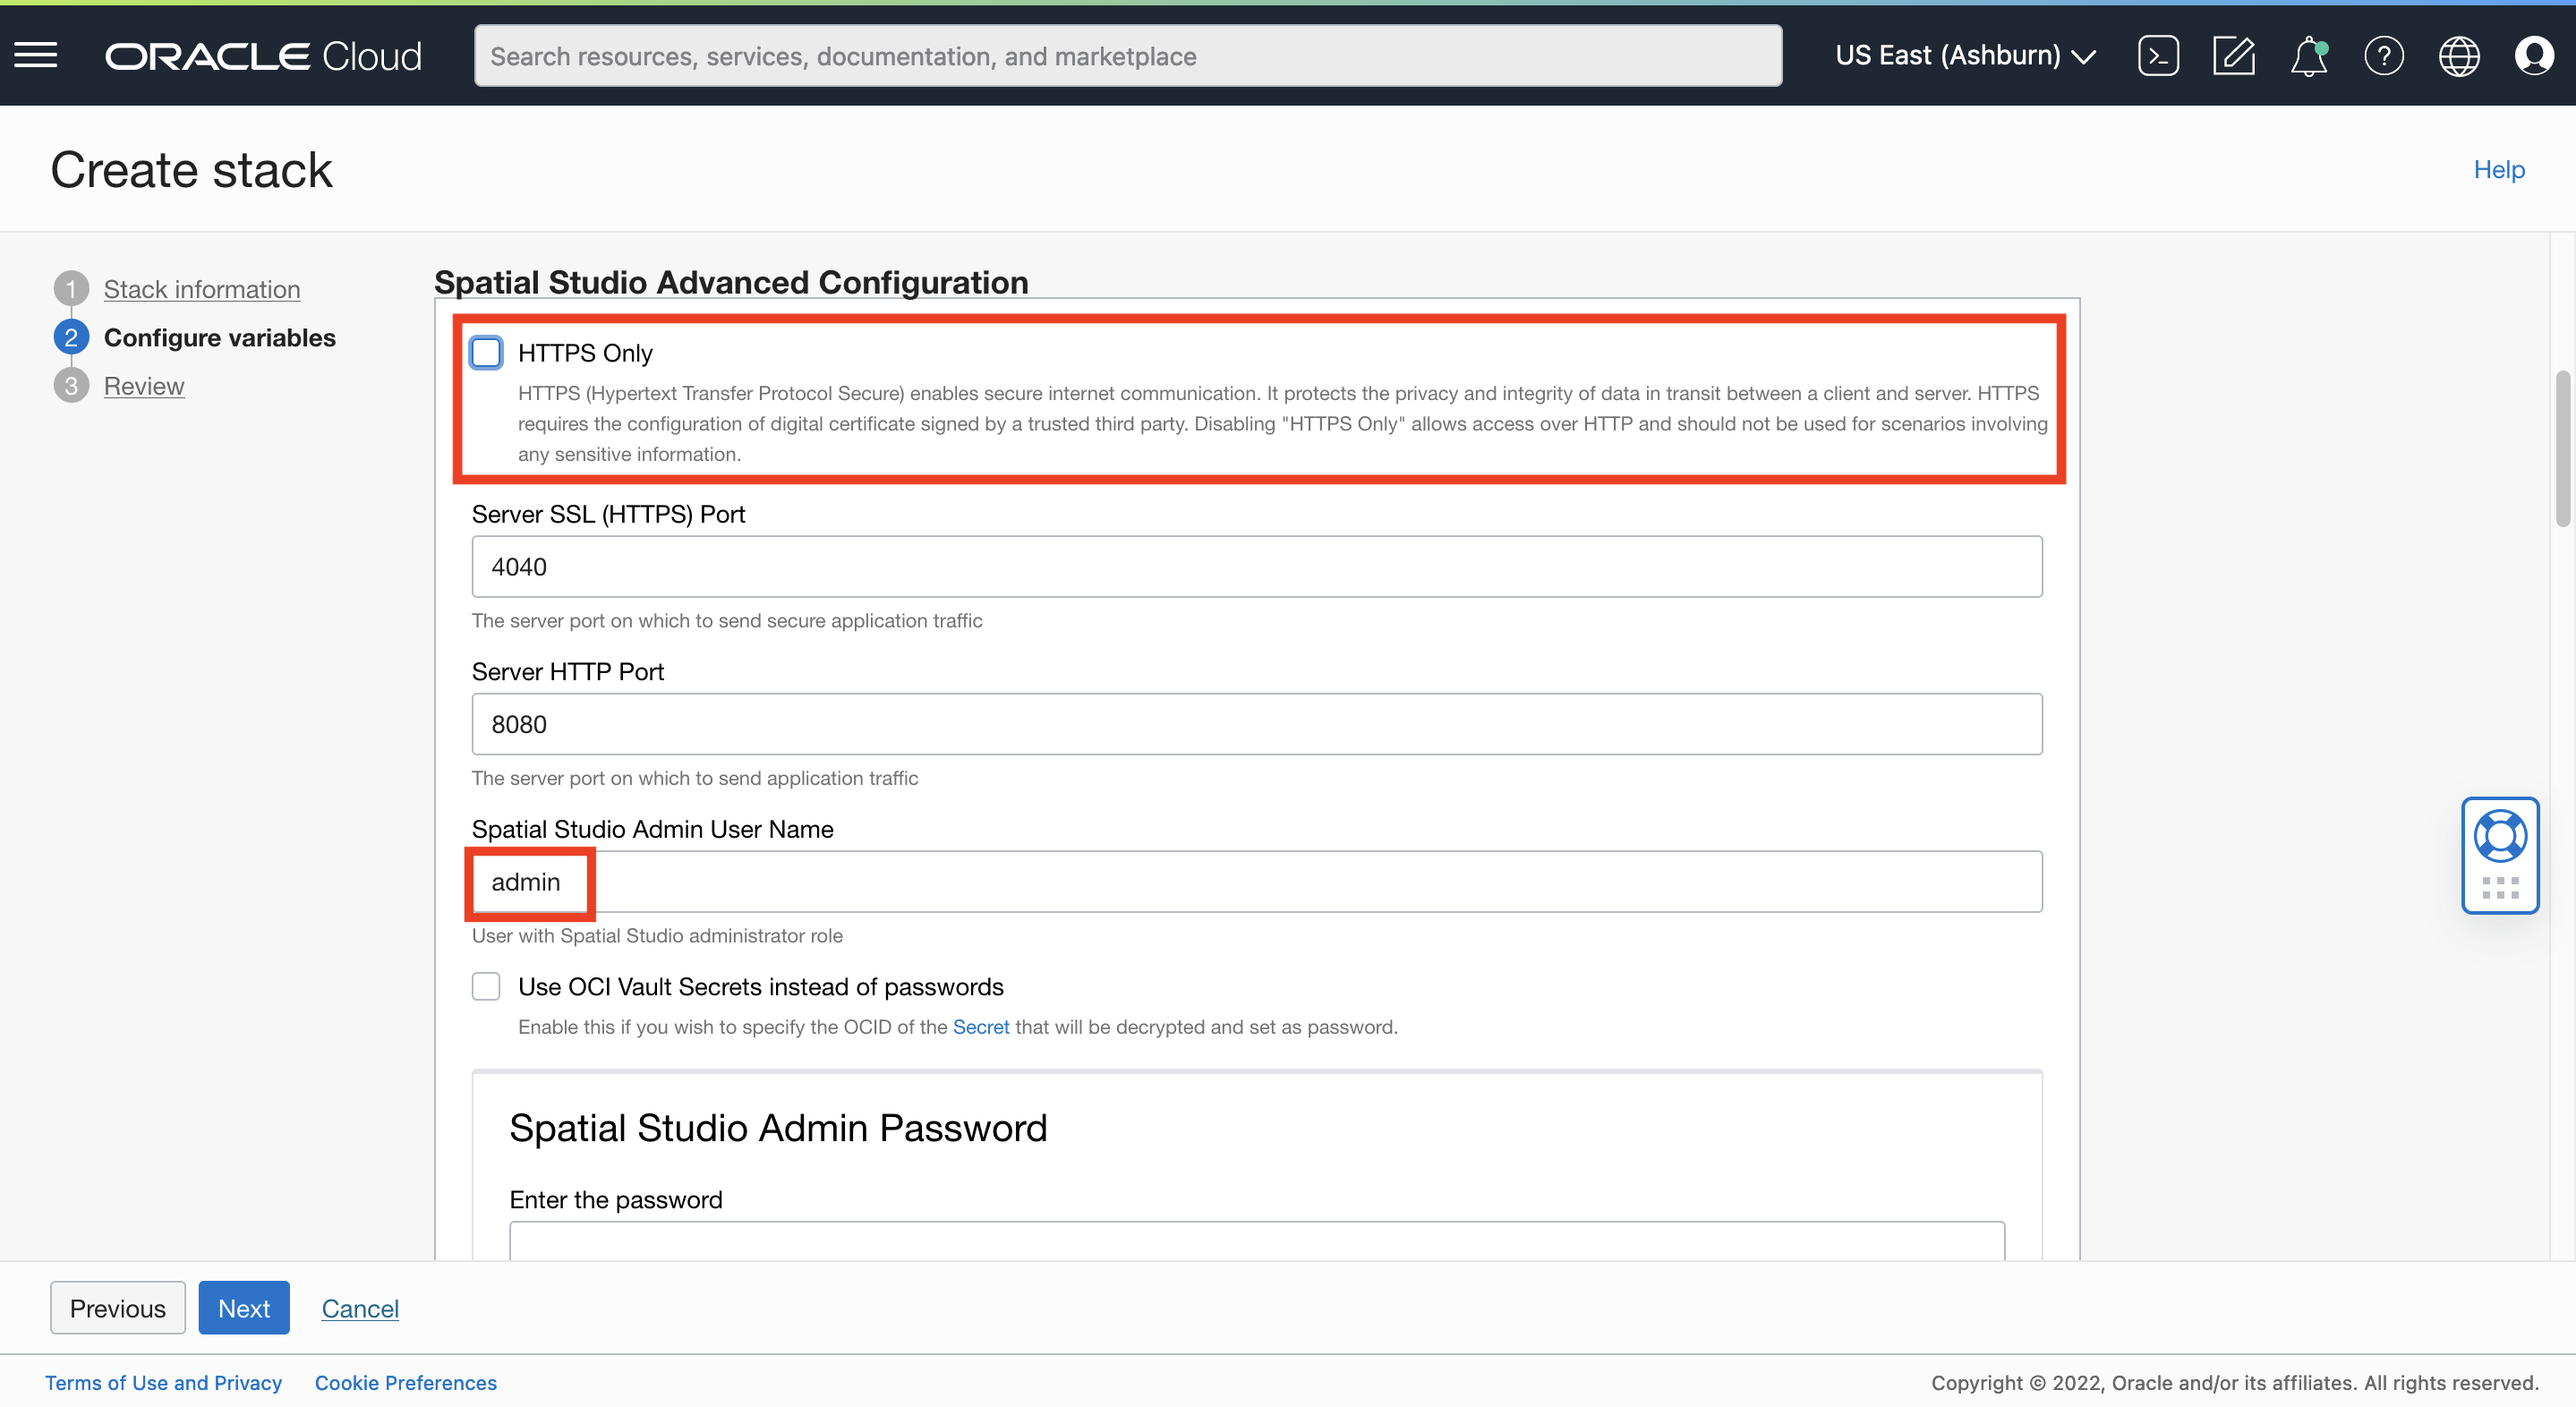 ORACLE Cloud
Search resources, services, documentation, and marketplace
US East (Ashburn)
Create stack
Help
1 Stack information
2 Configure variables
3 Review
Spatial Studio Advanced Configuration
HTTPS Only
HTTPS (Hypertext Transfer Protocol Secure) enables secure internet communication. It protects the privacy and integrity of data in transit between a client and server. HTTPS
requires the configuration of digital certificate signed by a trusted third party. Disabling "HTTPS Only" allows access over HTTP and should not be used for scenarios involving
any sensitive information.
Server SSL (HTTPS) Port
4040
The server port on which to send secure application traffic
Server HTTP Port
8080
The server port on which to send application traffic
Spatial Studio Admin User Name
admin
User with Spatial Studio administrator role
Use OCI Vault Secrets instead of passwords
Enable this if you wish to specify the OCID of the Secret that will be decrypted and set as password.
Spatial Studio Admin Password
Enter the password
Previous Next Cancel
Terms of Use and Privacy Cookie Preferences
Copyright © 2022, Oracle and/or its affiliates. All rights reserved.